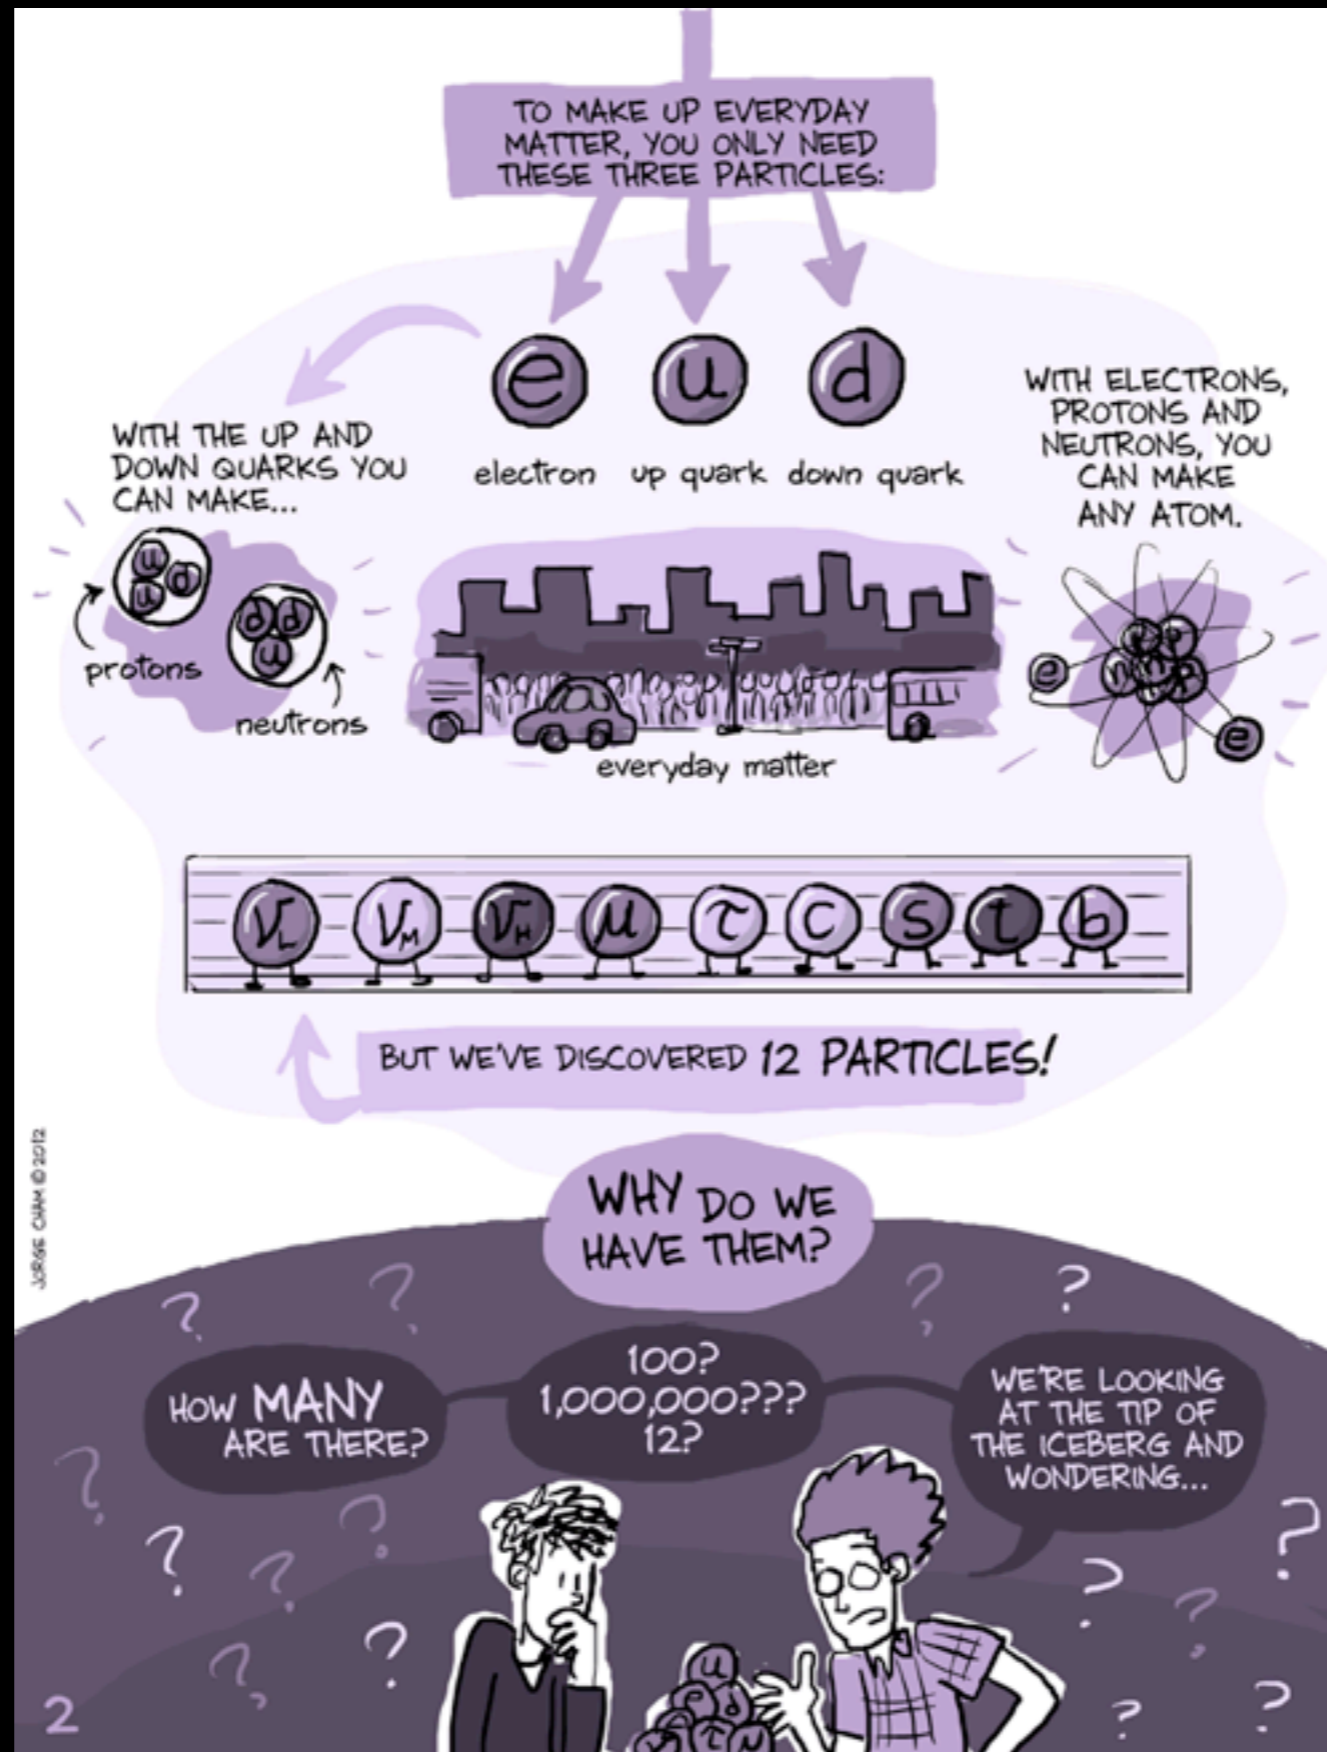 TO MAKE UP EVERYDAY
MATTER, YOU ONLY NEED
THESE THREE PARTICLES:
e u d
electron up quark down quark
WITH THE UP AND
DOWN QUARKS YOU
CAN MAKE...
u
d
u
protons
d d
u
neutrons
everyday matter
WITH ELECTRONS,
PROTONS AND
NEUTRONS, YOU
CAN MAKE
ANY ATOM.
e
e
νL νM νH μ τ c s t b
BUT WE'VE DISCOVERED 12 PARTICLES!
JORGE CHAM © 2012
WHY DO WE
HAVE THEM?
HOW MANY
ARE THERE?
100?
1,000,000???
12?
WE'RE LOOKING
AT THE TIP OF
THE ICEBERG AND
WONDERING...
? ? ? ? ? ? ? ? ? ? ? ? ? ? ? ?
u
e d
2